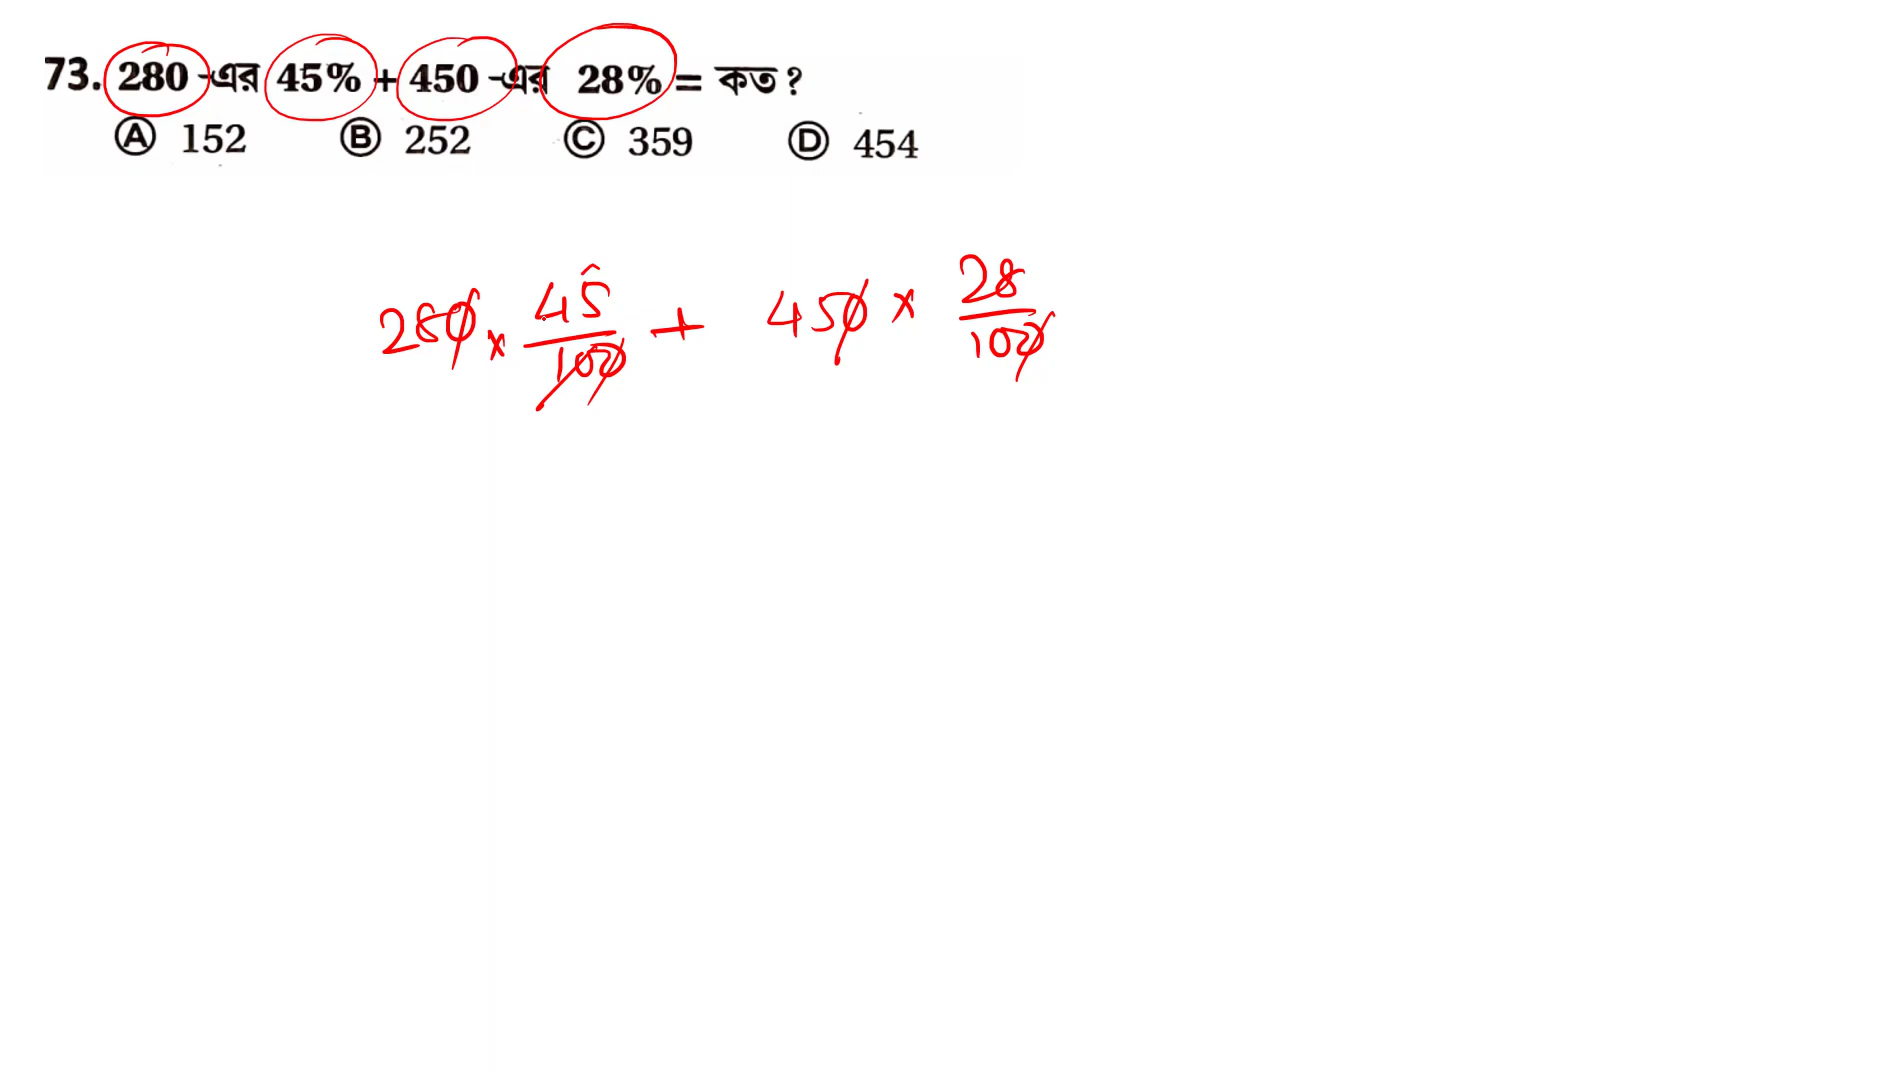 73. 280 -এর 45% + 450 -এর 28% = কত ?
Ⓐ 152 Ⓑ 252 Ⓒ 359 Ⓓ 454
280 × 45/100 + 450 × 28/100